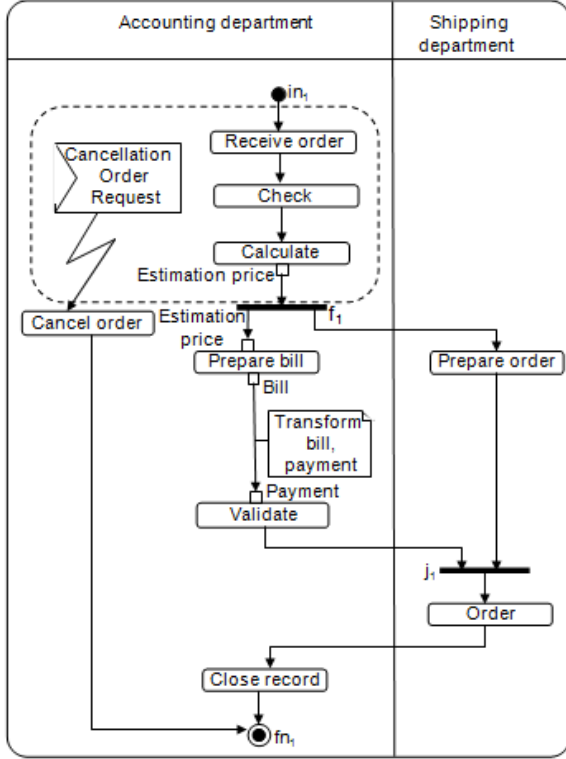 Accounting department
Shipping
department
in1
Cancellation
Order
Request
Receive order
Check
Calculate
Estimation price
f1
Cancel order
Estimation
price
Prepare bill
Prepare order
Bill
Transform
bill,
payment
Payment
Validate
j1
Order
Close record
fn1